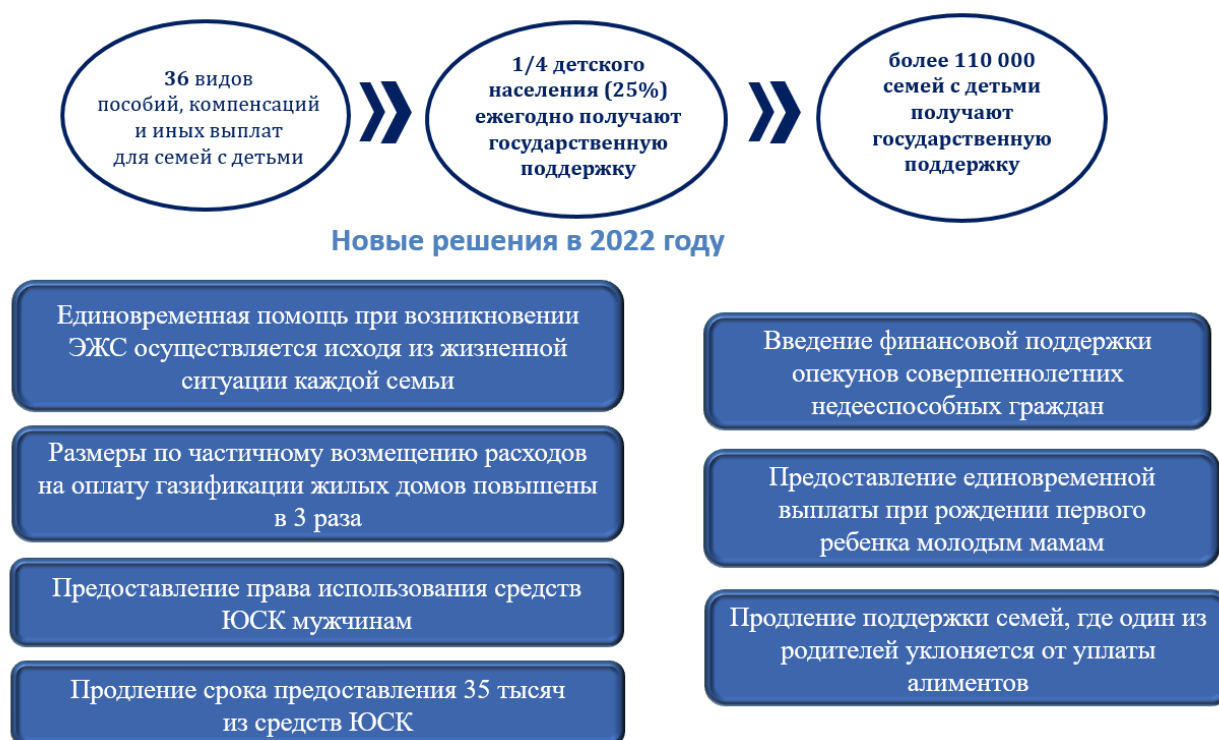 36 видов
пособий, компенсаций
и иных выплат
для семей с детьми
1/4 детского
населения (25%)
ежегодно получают
государственную
поддержку
более 110 000
семей с детьми
получают
государственную
поддержку
Новые решения в 2022 году
Единовременная помощь при возникновении
ЭЖС осуществляется исходя из жизненной
ситуации каждой семьи
Размеры по частичному возмещению расходов
на оплату газификации жилых домов повышены
в 3 раза
Предоставление права использования средств
ЮСК мужчинам
Продление срока предоставления 35 тысяч
из средств ЮСК
Введение финансовой поддержки
опекунов совершеннолетних
недееспособных граждан
Предоставление единовременной
выплаты при рождении первого
ребенка молодым мамам
Продление поддержки семей, где один из
родителей уклоняется от уплаты
алиментов